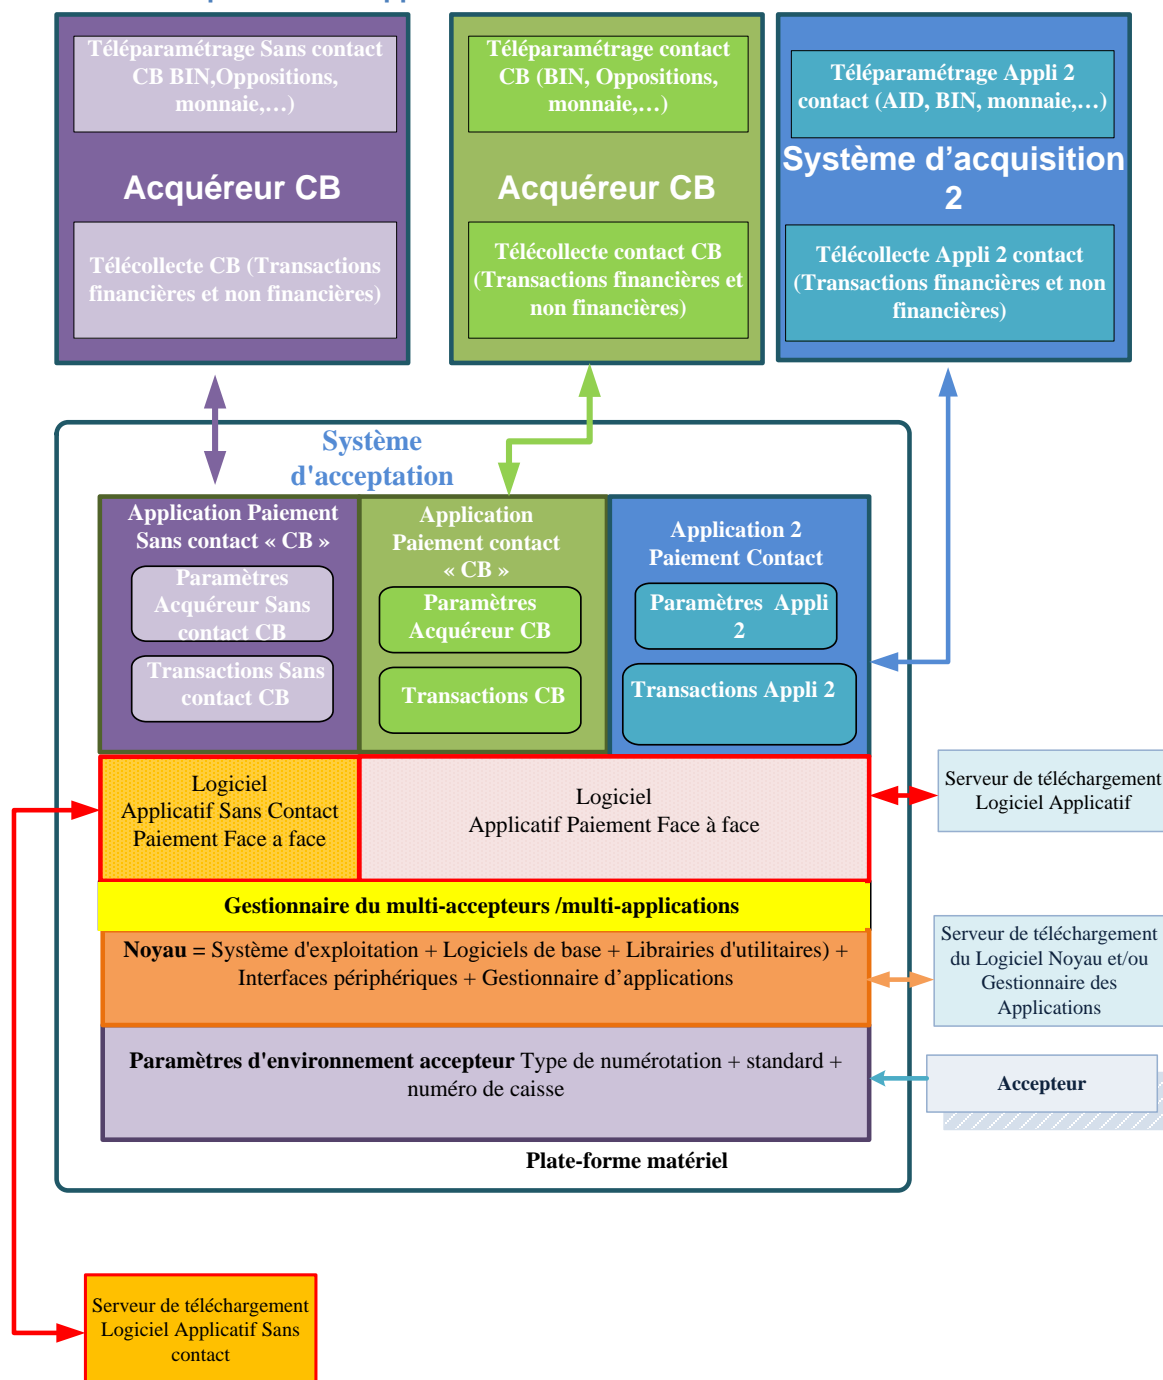 Téléparamétrage Sans contact
CB BIN,Oppositions,
monnaie,…)
Acquéreur CB
Télécollecte CB (Transactions
financières et non financières)
Téléparamétrage contact
CB (BIN, Oppositions,
monnaie,…)
Acquéreur CB
Télécollecte contact CB
(Transactions financières et
non financières)
Téléparamétrage Appli 2
contact (AID, BIN, monnaie,…)
Système d’acquisition
2
Télécollecte Appli 2 contact
(Transactions financières et non
financières)
Système
d'acceptation
Application Paiement
Sans contact « CB »
Paramètres
Acquéreur Sans
contact CB
Transactions Sans
contact CB
Application
Paiement contact
« CB »
Paramètres
Acquéreur CB
Transactions CB
Application 2
Paiement Contact
Paramètres Appli
2
Transactions Appli 2
Logiciel
Applicatif Sans Contact
Paiement Face a face
Logiciel
Applicatif Paiement Face à face
Serveur de téléchargement
Logiciel Applicatif
Gestionnaire du multi-accepteurs /multi-applications
Noyau = Système d'exploitation + Logiciels de base + Librairies d'utilitaires) +
Interfaces périphériques + Gestionnaire d’applications
Serveur de téléchargement
du Logiciel Noyau et/ou
Gestionnaire des
Applications
Paramètres d'environnement accepteur Type de numérotation + standard +
numéro de caisse
Accepteur
Plate-forme matériel
Serveur de téléchargement
Logiciel Applicatif Sans
contact